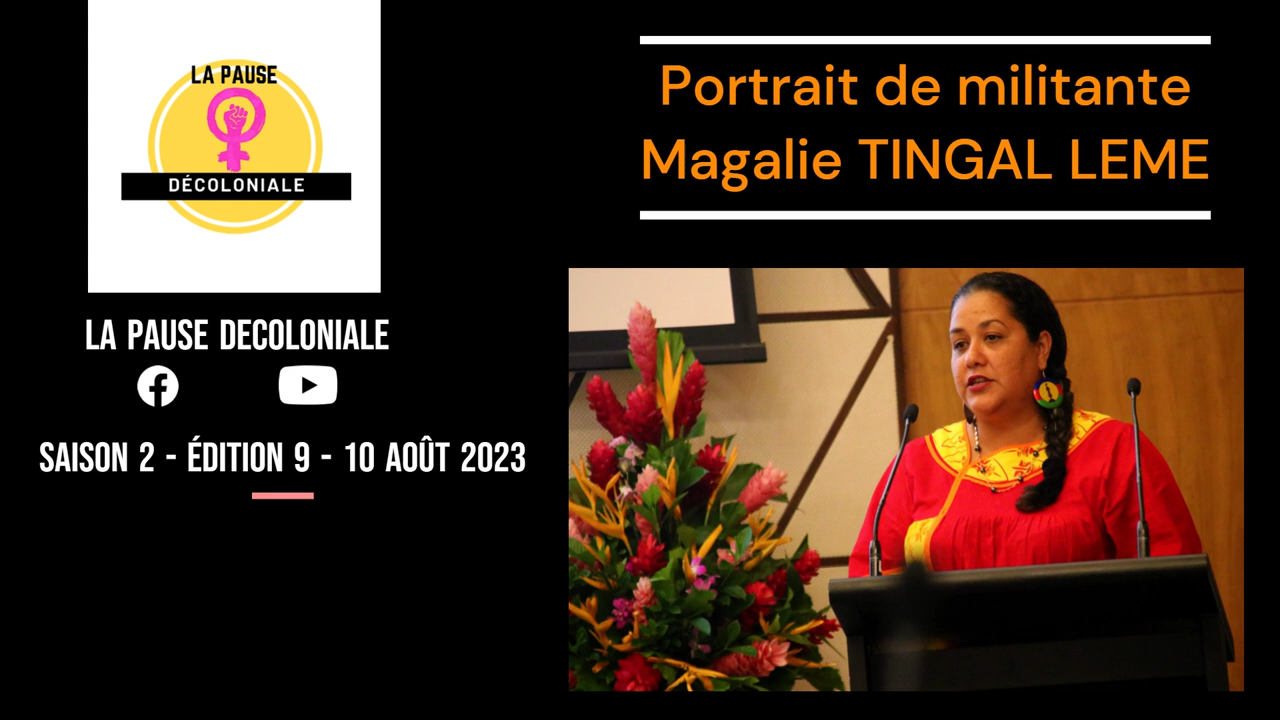 LA PAUSE
DÉCOLONIALE
LA PAUSE DECOLONIALE
SAISON 2 - ÉDITION 9 - 10 AOÛT 2023
Portrait de militante
Magalie TINGAL LEME